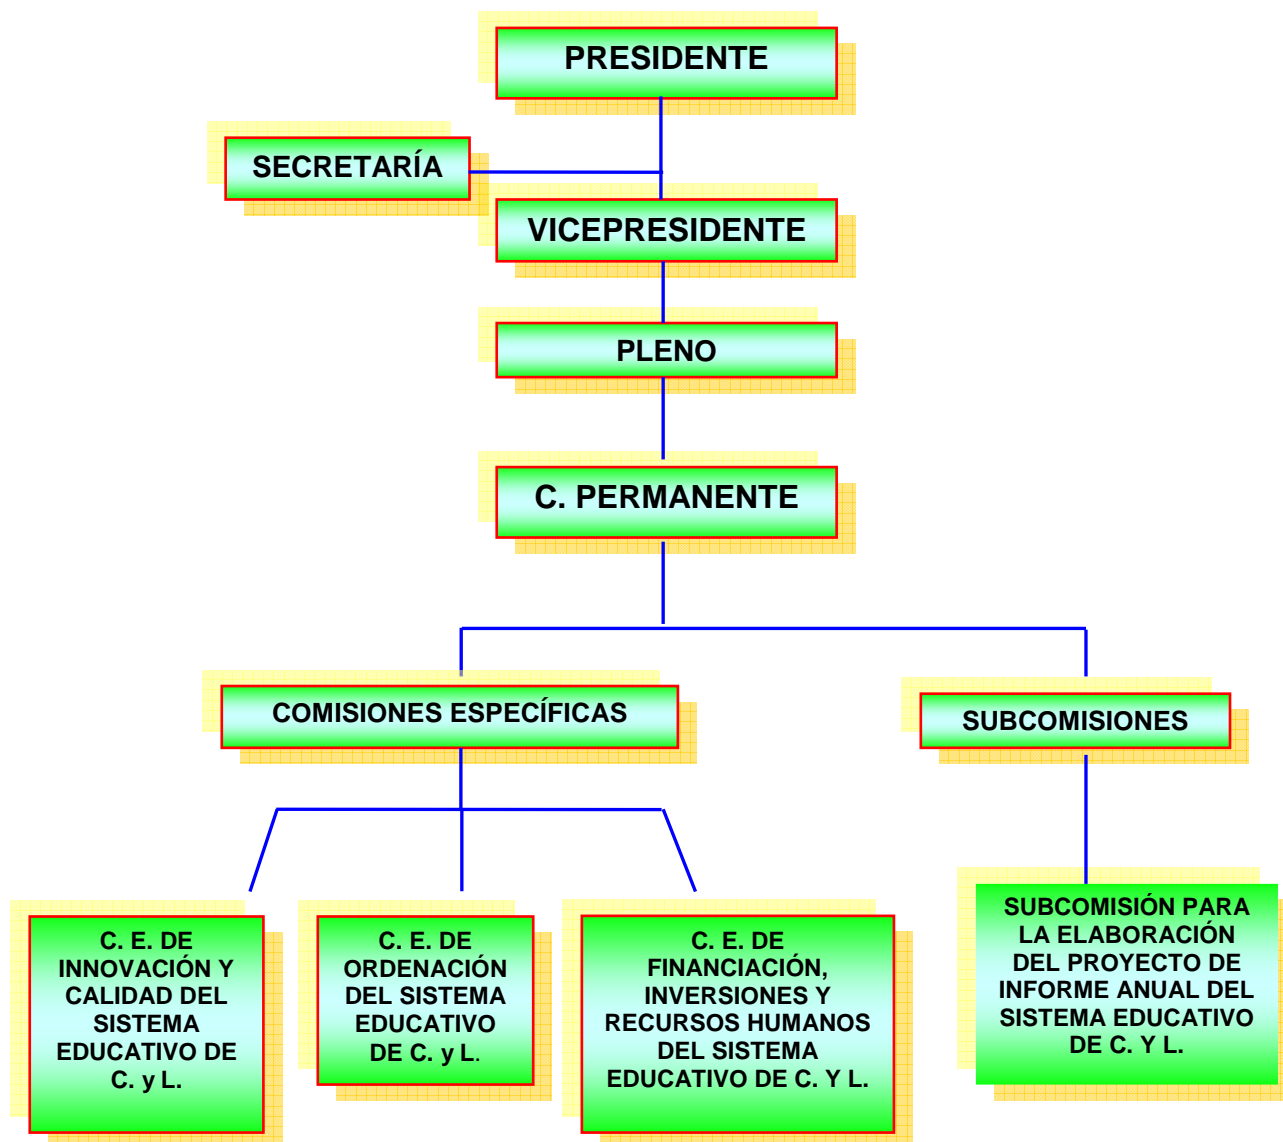 PRESIDENTE
SECRETARÍA
VICEPRESIDENTE
PLENO
C. PERMANENTE
COMISIONES ESPECÍFICAS
SUBCOMISIONES
C. E. DE
INNOVACIÓN Y
CALIDAD DEL
SISTEMA
EDUCATIVO DE
C. y L.
C. E. DE
ORDENACIÓN
DEL SISTEMA
EDUCATIVO
DE C. y L.
C. E. DE
FINANCIACIÓN,
INVERSIONES Y
RECURSOS HUMANOS
DEL SISTEMA
EDUCATIVO DE C. Y L.
SUBCOMISIÓN PARA
LA ELABORACIÓN
DEL PROYECTO DE
INFORME ANUAL DEL
SISTEMA EDUCATIVO
DE C. Y L.